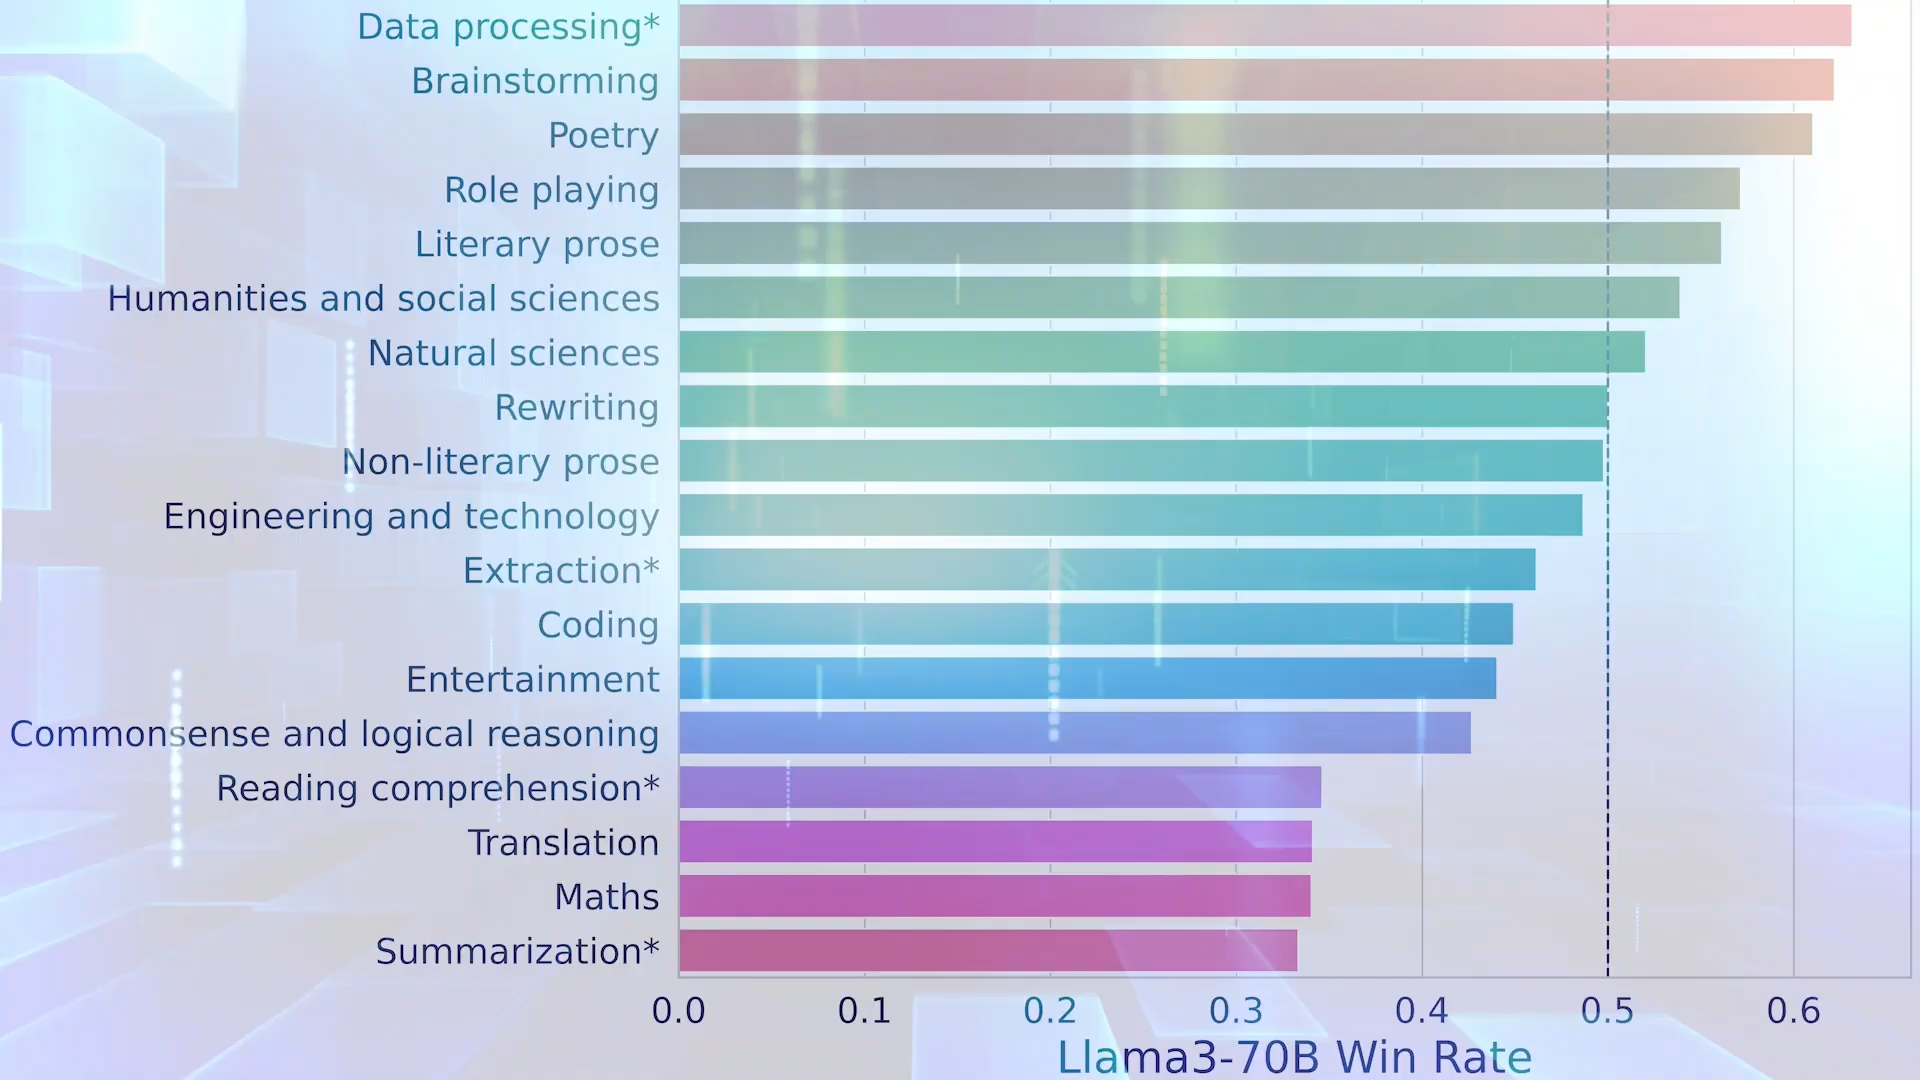 Data processing*
Brainstorming
Poetry
Role playing
Literary prose
Humanities and social sciences
Natural sciences
Rewriting
Non-literary prose
Engineering and technology
Extraction*
Coding
Entertainment
Commonsense and logical reasoning
Reading comprehension*
Translation
Maths
Summarization*
0.0 0.1 0.2 0.3 0.4 0.5 0.6
Llama3-70B Win Rate